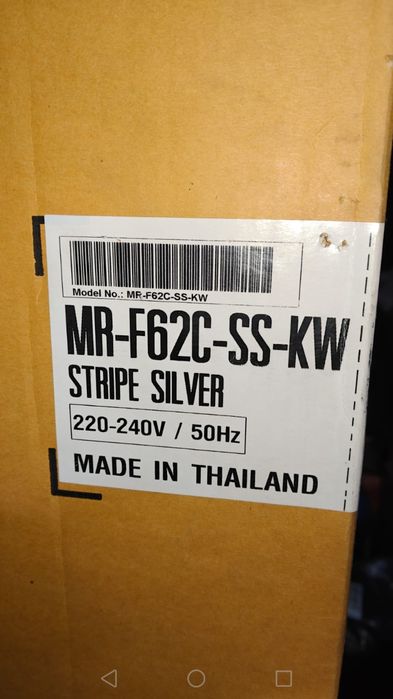 Model No.: MR-F62C-SS-KW
MR-F62C-SS-KW
STRIPE SILVER
220-240V / 50Hz
MADE IN THAILAND